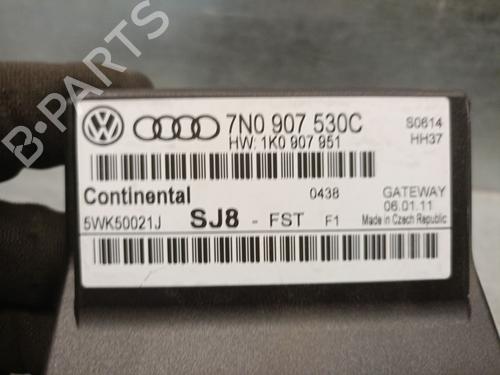 7N0 907 530C
S0614
HW: 1K0 907 951
HH37
Continental
0438
GATEWAY
06.01.11
5WK50021J
SJ8 - FST F1
Made in Czech Republic
B-PARTS